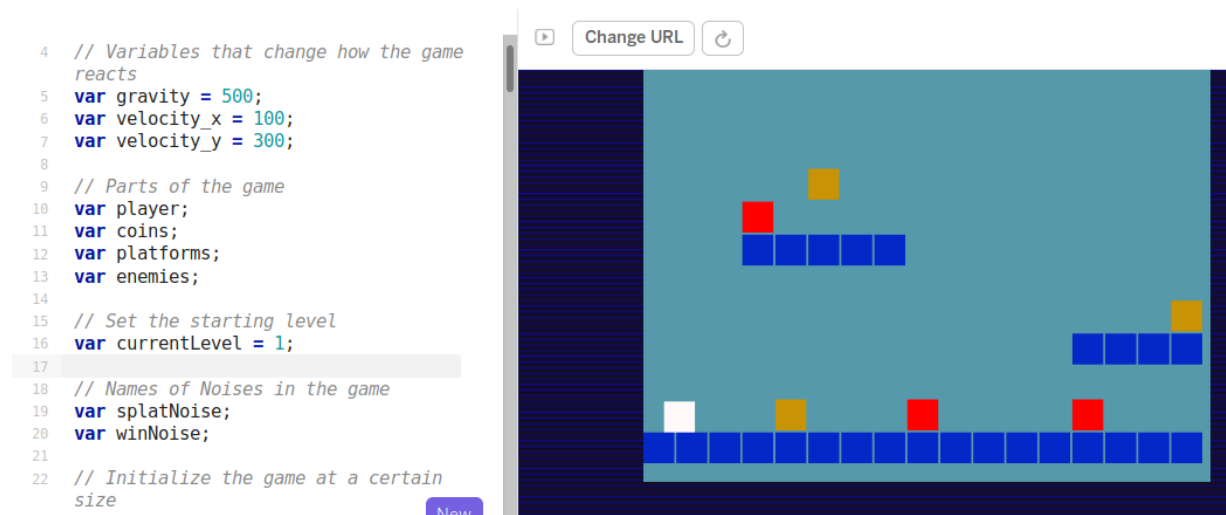 4 // Variables that change how the game
reacts
5 var gravity = 500;
6 var velocity_x = 100;
7 var velocity_y = 300;
8
9 // Parts of the game
10 var player;
11 var coins;
12 var platforms;
13 var enemies;
14
15 // Set the starting level
16 var currentLevel = 1;
17
18 // Names of Noises in the game
19 var splatNoise;
20 var winNoise;
21
22 // Initialize the game at a certain
size
New
Change URL